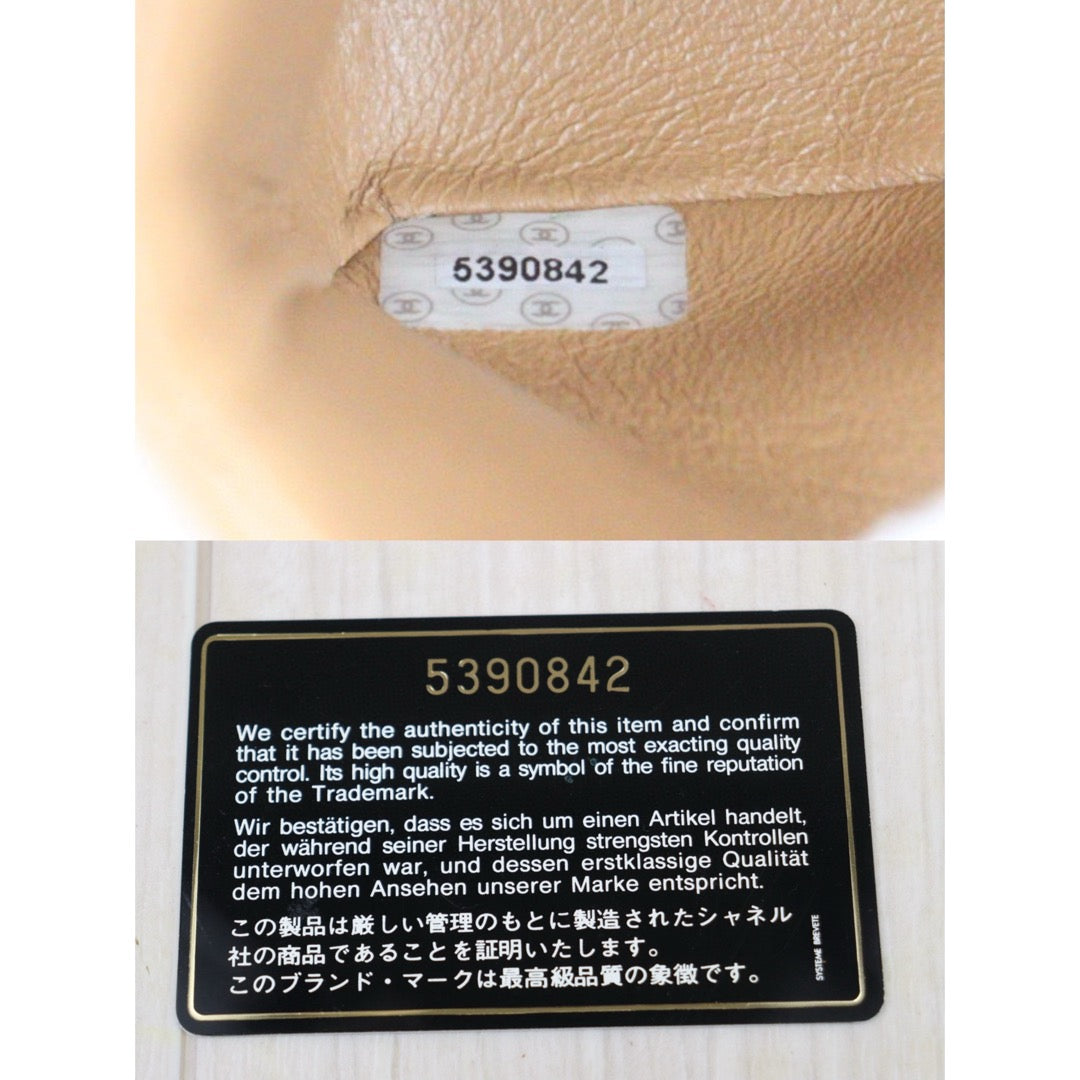 5390842
5390842
We certify the authenticity of this item and confirm
that it has been subjected to the most exacting quality
control. Its high quality is a symbol of the fine reputation
of the Trademark.
Wir bestätigen, dass es sich um einen Artikel handelt,
der während seiner Herstellung strengsten Kontrollen
unterworfen war, und dessen erstklassige Qualität
dem hohen Ansehen unserer Marke entspricht.
この製品は厳しい管理のもとに製造されたシャネル
社の商品であることを証明いたします。
このブランド・マークは最高級品質の象徴です。
SYSTEME BREVETE